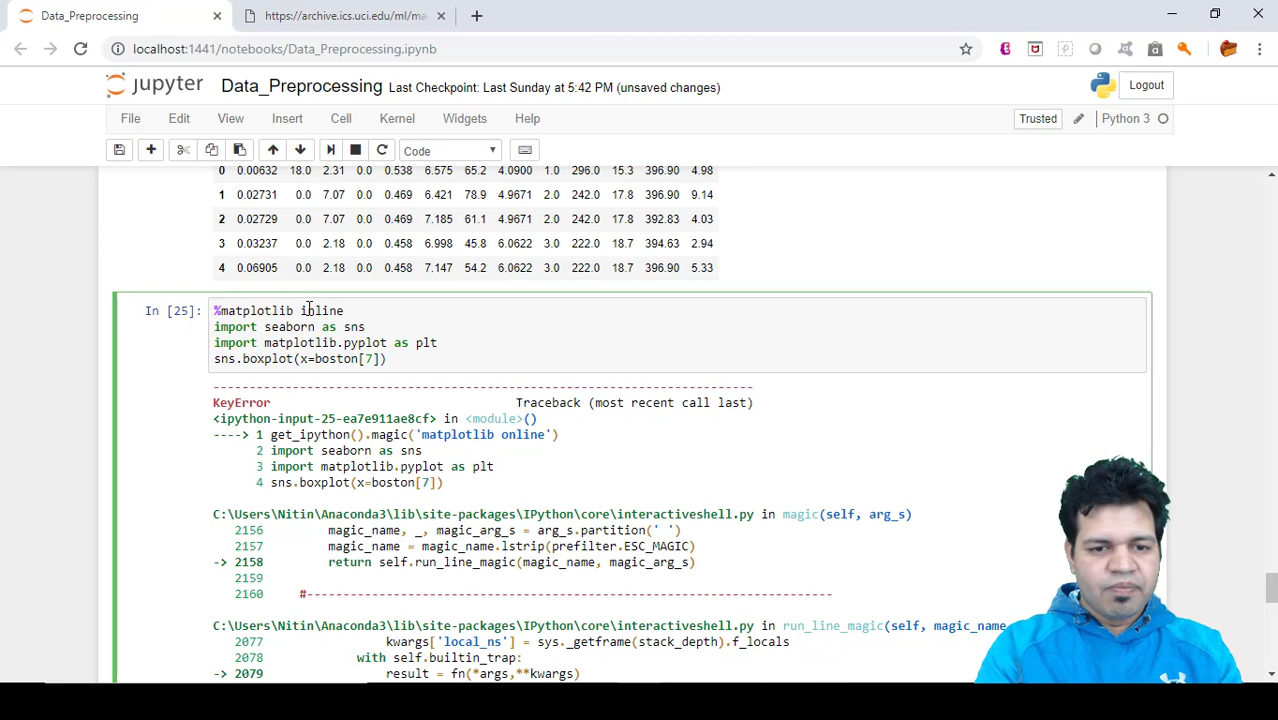 Data_Preprocessing
https://archive.ics.uci.edu/ml/ma
localhost:1441/notebooks/Data_Preprocessing.ipynb
jupyter Data_Preprocessing Last Checkpoint: Last Sunday at 5:42 PM (unsaved changes) Logout
File Edit View Insert Cell Kernel Widgets Help Trusted Python 3
Code
0 0.00632 18.0 2.31 0.0 0.538 6.575 65.2 4.0900 1.0 296.0 15.3 396.90 4.98
1 0.02731 0.0 7.07 0.0 0.469 6.421 78.9 4.9671 2.0 242.0 17.8 396.90 9.14
2 0.02729 0.0 7.07 0.0 0.469 7.185 61.1 4.9671 2.0 242.0 17.8 392.83 4.03
3 0.03237 0.0 2.18 0.0 0.458 6.998 45.8 6.0622 3.0 222.0 18.7 394.63 2.94
4 0.06905 0.0 2.18 0.0 0.458 7.147 54.2 6.0622 3.0 222.0 18.7 396.90 5.33
In [25]: %matplotlib inline
import seaborn as sns
import matplotlib.pyplot as plt
sns.boxplot(x=boston[7])
---------------------------------------------------------------------------
KeyError Traceback (most recent call last)
<ipython-input-25-ea7e911ae8cf> in <module>()
----> 1 get_ipython().magic('matplotlib online')
2 import seaborn as sns
3 import matplotlib.pyplot as plt
4 sns.boxplot(x=boston[7])
C:\Users\Nitin\Anaconda3\lib\site-packages\IPython\core\interactiveshell.py in magic(self, arg_s)
2156 magic_name, _, magic_arg_s = arg_s.partition(' ')
2157 magic_name = magic_name.lstrip(prefilter.ESC_MAGIC)
-> 2158 return self.run_line_magic(magic_name, magic_arg_s)
2159
2160 #-------------------------------------------------------------------------
C:\Users\Nitin\Anaconda3\lib\site-packages\IPython\core\interactiveshell.py in run_line_magic(self, magic_name
2077 kwargs['local_ns'] = sys._getframe(stack_depth).f_locals
2078 with self.builtin_trap:
-> 2079 result = fn(*args,**kwargs)